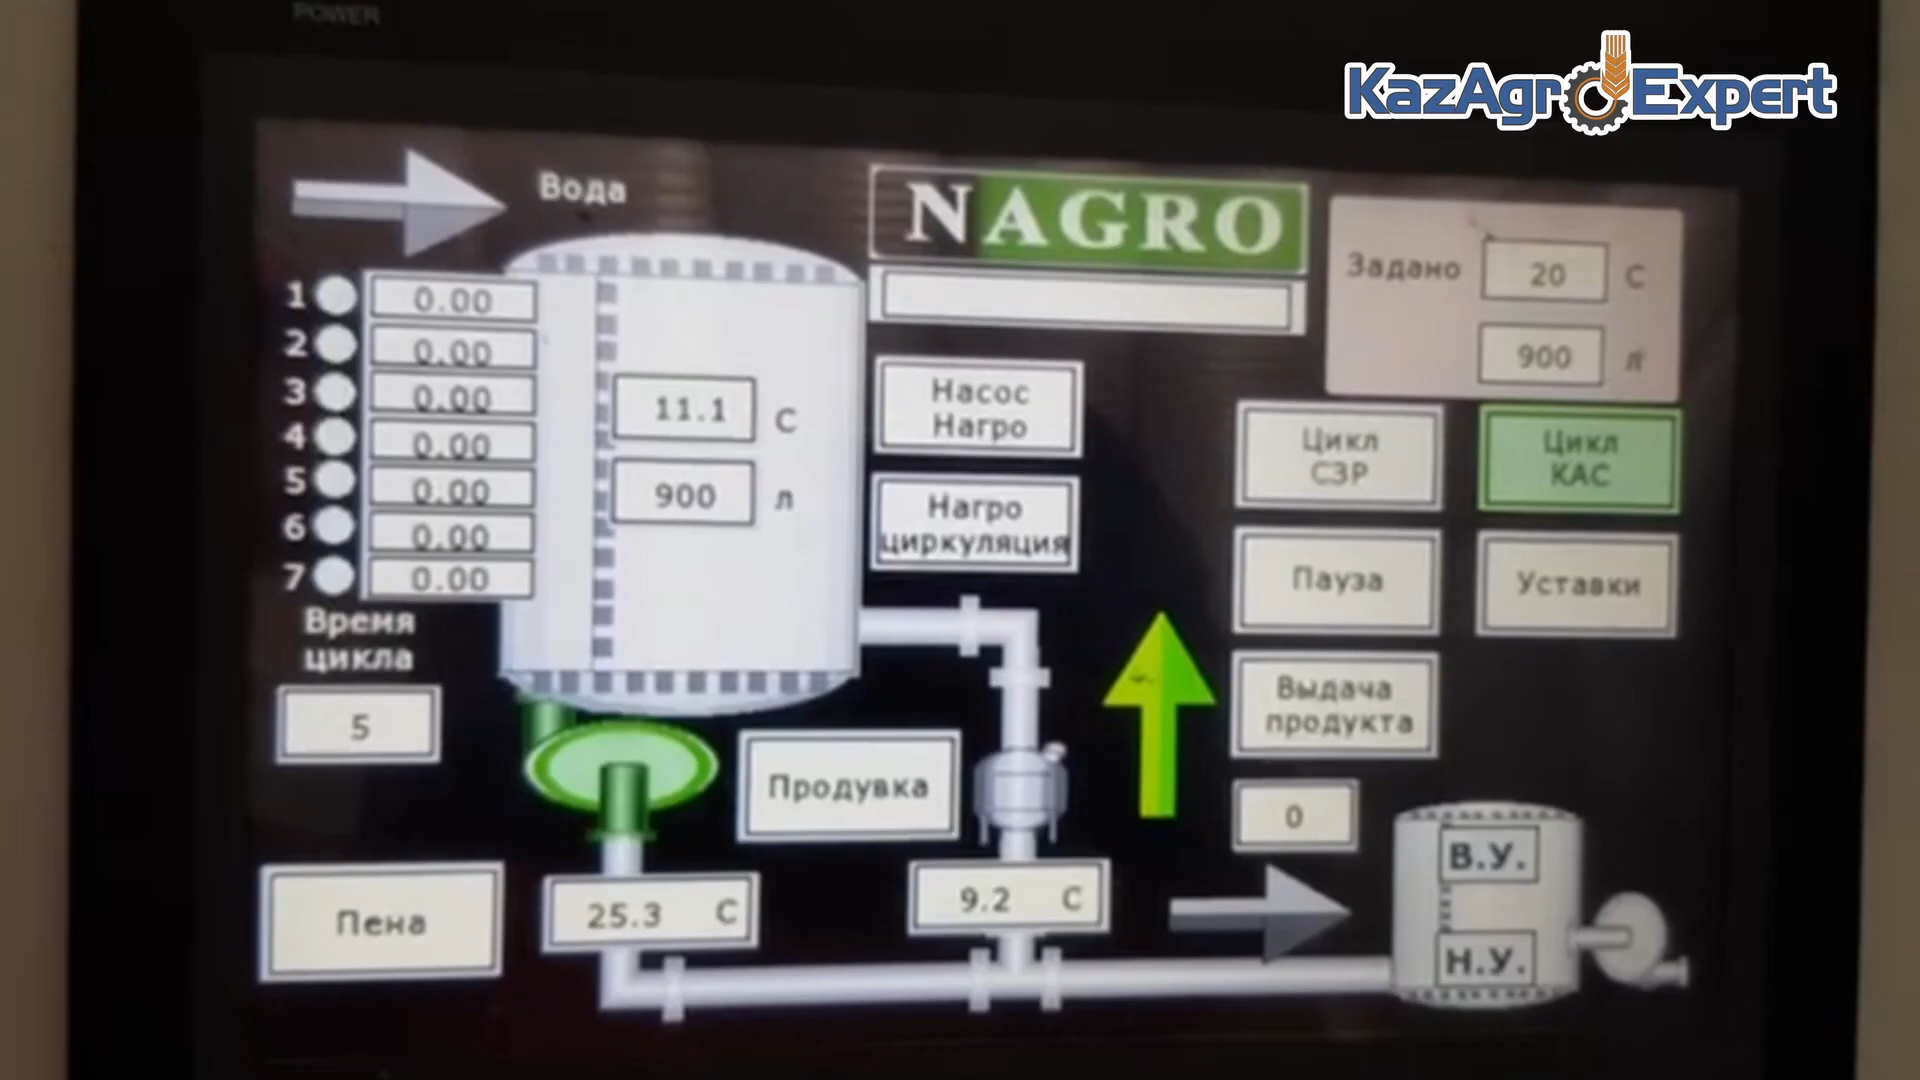 POWER
KazAgroExpert
Вода
NAGRO
Задано
20 С
900 л
1 0.00
2 0.00
3 0.00
4 0.00
5 0.00
6 0.00
7 0.00
11.1 С
900 л
Насос
Нагро
Нагро
циркуляция
Цикл
СЗР
Цикл
КАС
Пауза
Уставки
Время
цикла
5
Выдача
продукта
Продувка
0
Пена
25.3 С
9.2 С
В.У.
Н.У.